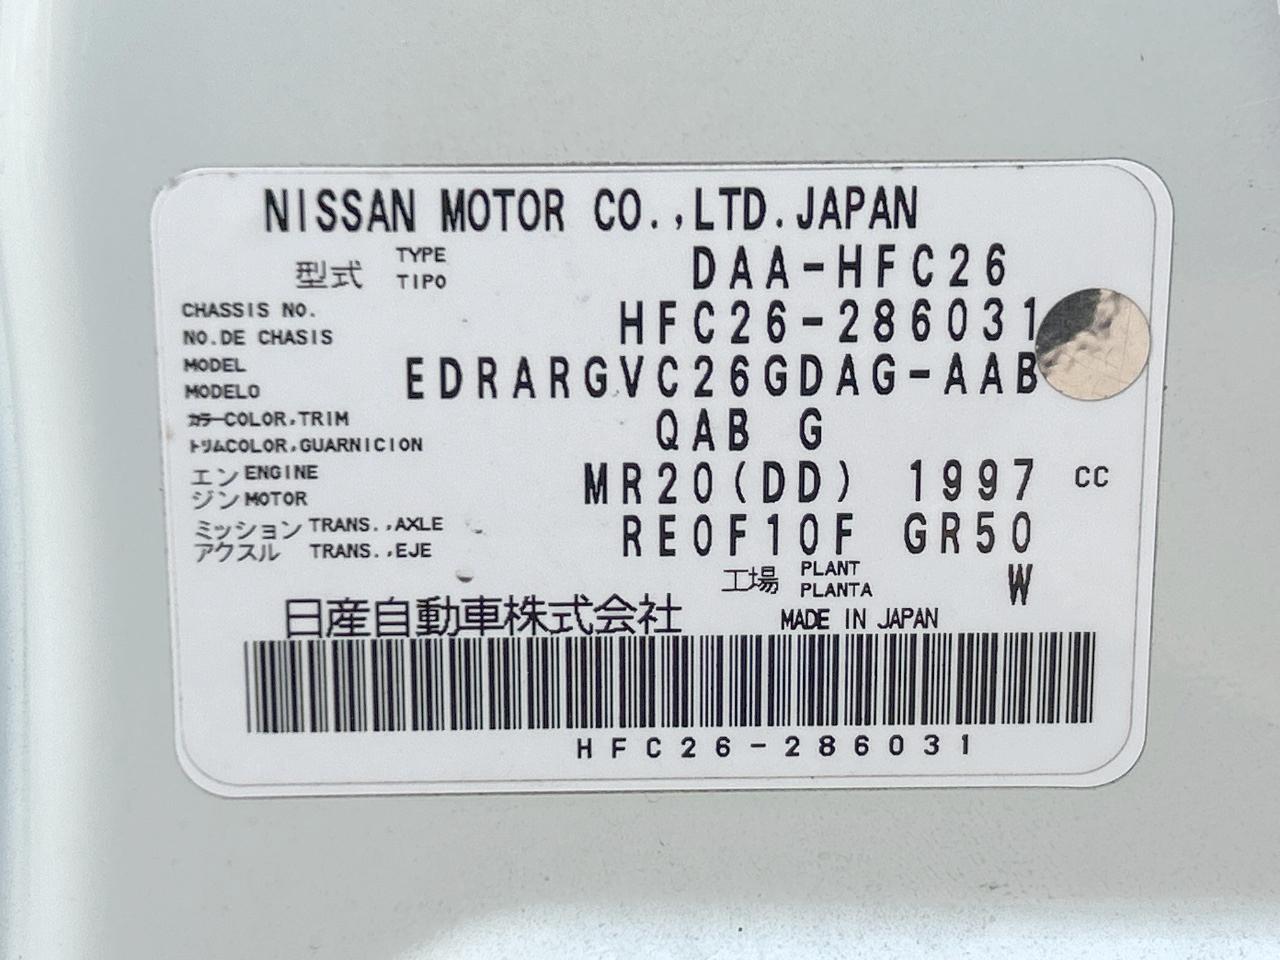 NISSAN MOTOR CO.,LTD.JAPAN
型式 TYPE TIPO DAA-HFC26
CHASSIS NO.
NO.DE CHASIS HFC26-286031
MODEL
MODELO EDRARGVC26GDAG-AAB
カラーCOLOR,TRIM
トリムCOLOR,GUARNICION QAB G
エンジン ENGINE MOTOR MR20(DD) 1997 CC
ミッション TRANS.,AXLE
アクスル TRANS.,EJE RE0F10F GR50
工場 PLANT PLANTA W
日産自動車株式会社 MADE IN JAPAN
HFC26-286031